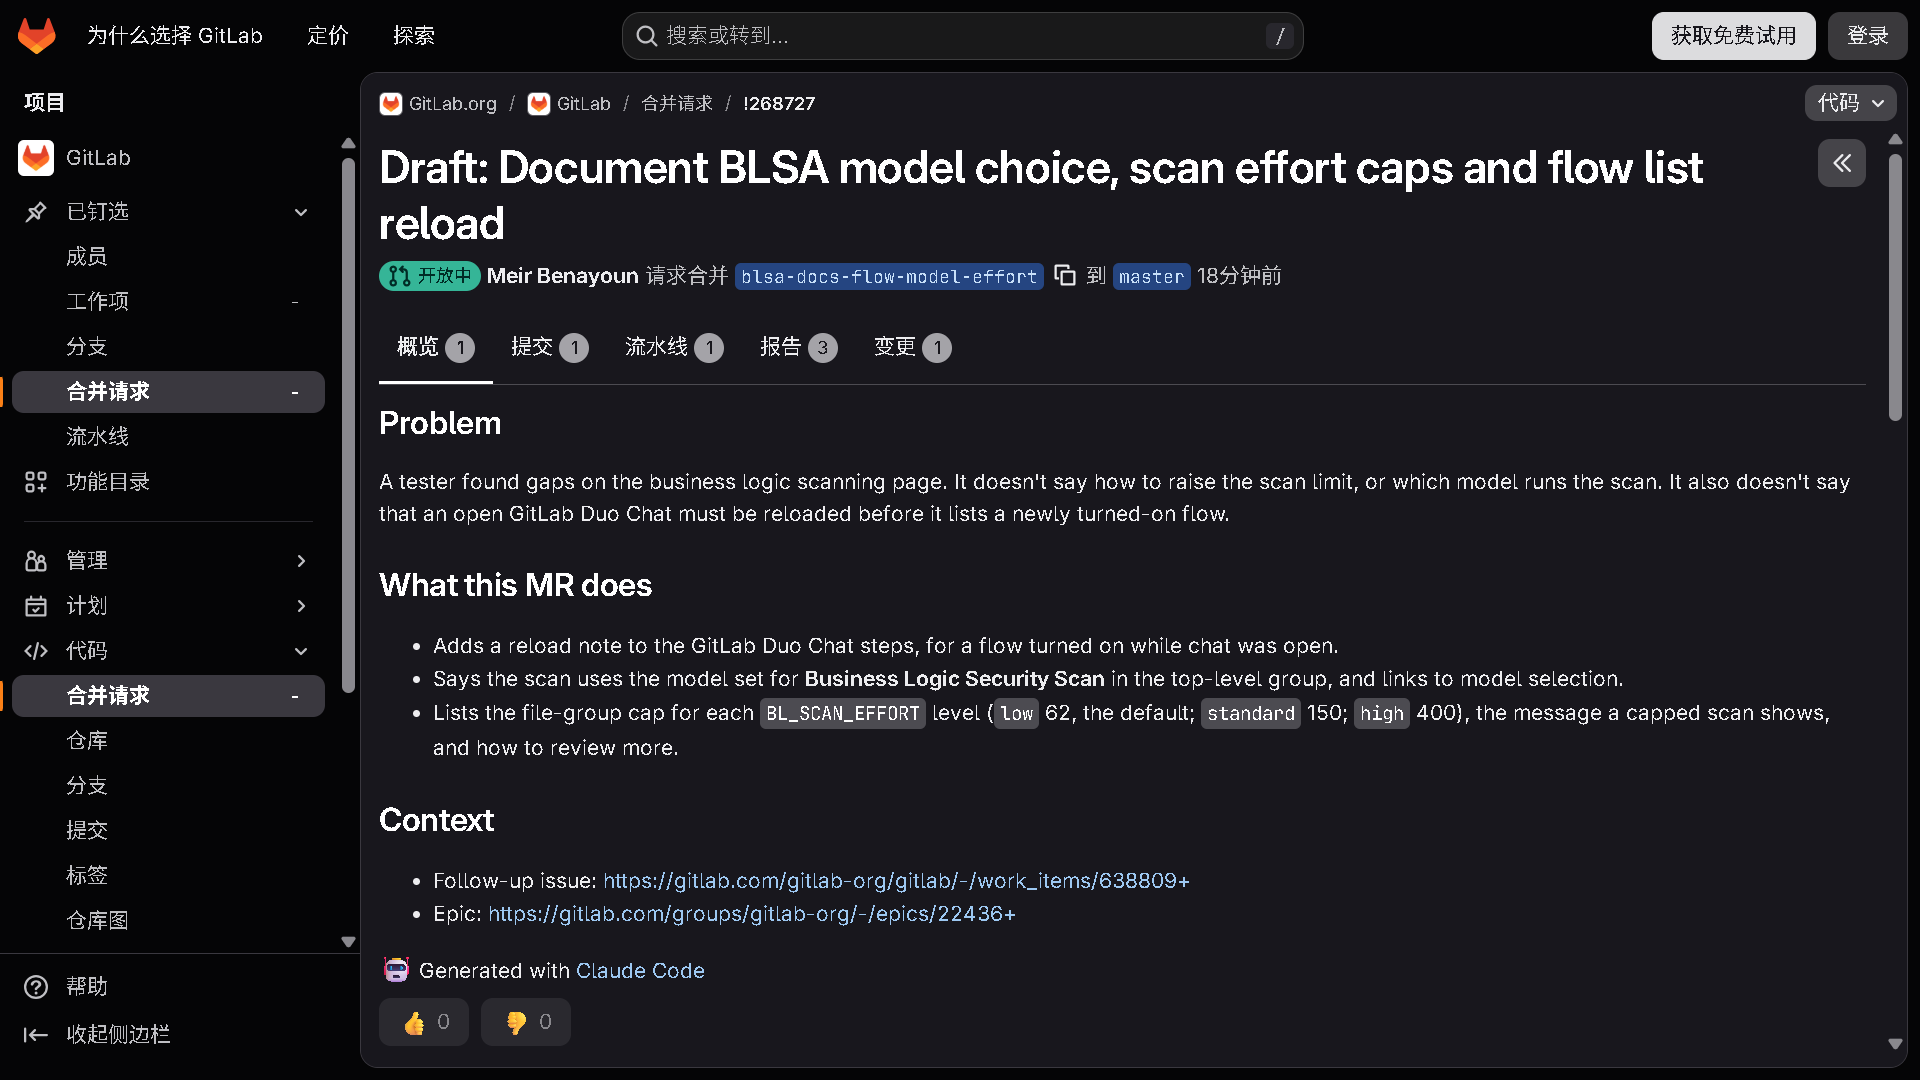 为什么选择 GitLab
定价
探索
搜索或转到...
/
获取免费试用
登录
项目
GitLab
已钉选
成员
工作项 -
分支
合并请求 -
流水线
功能目录
管理
计划
代码
合并请求 -
仓库
分支
提交
标签
仓库图
帮助
收起侧边栏
GitLab.org / GitLab / 合并请求 / !268727
代码
Draft: Document BLSA model choice, scan effort caps and flow list
reload
开放中 Meir Benayoun 请求合并 blsa-docs-flow-model-effort 到 master 18分钟前
概览 1 提交 1 流水线 1 报告 3 变更 1
Problem
A tester found gaps on the business logic scanning page. It doesn't say how to raise the scan limit, or which model runs the scan. It also doesn't say
that an open GitLab Duo Chat must be reloaded before it lists a newly turned-on flow.
What this MR does
• Adds a reload note to the GitLab Duo Chat steps, for a flow turned on while chat was open.
• Says the scan uses the model set for Business Logic Security Scan in the top-level group, and links to model selection.
• Lists the file-group cap for each BL_SCAN_EFFORT level (low 62, the default; standard 150; high 400), the message a capped scan shows,
and how to review more.
Context
• Follow-up issue: https://gitlab.com/gitlab-org/gitlab/-/work_items/638809+
• Epic: https://gitlab.com/groups/gitlab-org/-/epics/22436+
Generated with Claude Code
0
0